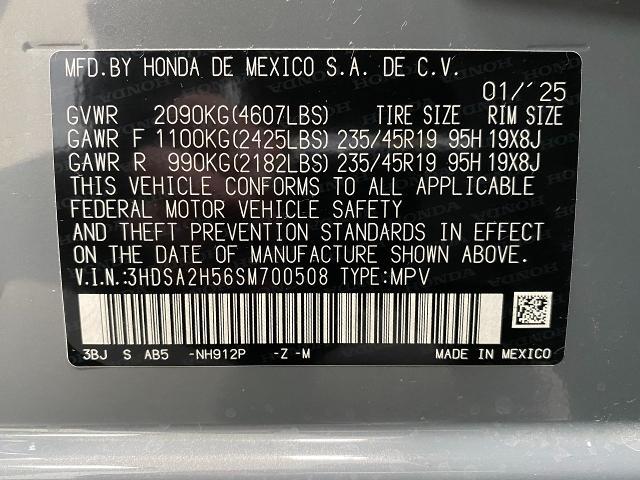 MFD.BY HONDA DE MEXICO S.A. DE C.V.
01/'25
GVWR 2090KG(4607LBS) TIRE SIZE RIM SIZE
GAWR F 1100KG(2425LBS) 235/45R19 95H 19X8J
GAWR R 990KG(2182LBS) 235/45R19 95H 19X8J
THIS VEHICLE CONFORMS TO ALL APPLICABLE
FEDERAL MOTOR VEHICLE SAFETY
AND THEFT PREVENTION STANDARDS IN EFFECT
ON THE DATE OF MANUFACTURE SHOWN ABOVE.
V.I.N.:3HDSA2H56SM700508 TYPE:MPV
3BJ S AB5 -NH912P -Z -M MADE IN MEXICO